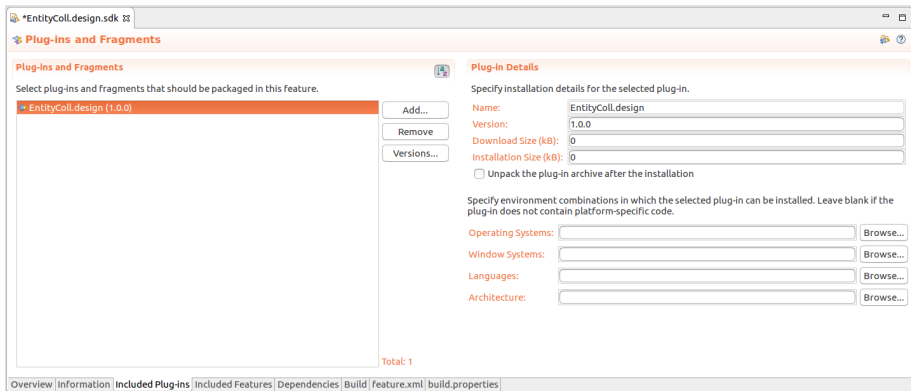 *EntityColl.design.sdk
Plug-ins and Fragments
Plug-ins and Fragments
Select plug-ins and fragments that should be packaged in this feature.
EntityColl.design (1.0.0)
Add...
Remove
Versions...
Total: 1
Plug-in Details
Specify installation details for the selected plug-in.
Name: EntityColl.design
Version: 1.0.0
Download Size (kB): 0
Installation Size (kB): 0
Unpack the plug-in archive after the installation
Specify environment combinations in which the selected plug-in can be installed. Leave blank if the
plug-in does not contain platform-specific code.
Operating Systems: Browse...
Window Systems: Browse...
Languages: Browse...
Architecture: Browse...
Overview Information Included Plug-ins Included Features Dependencies Build feature.xml build.properties